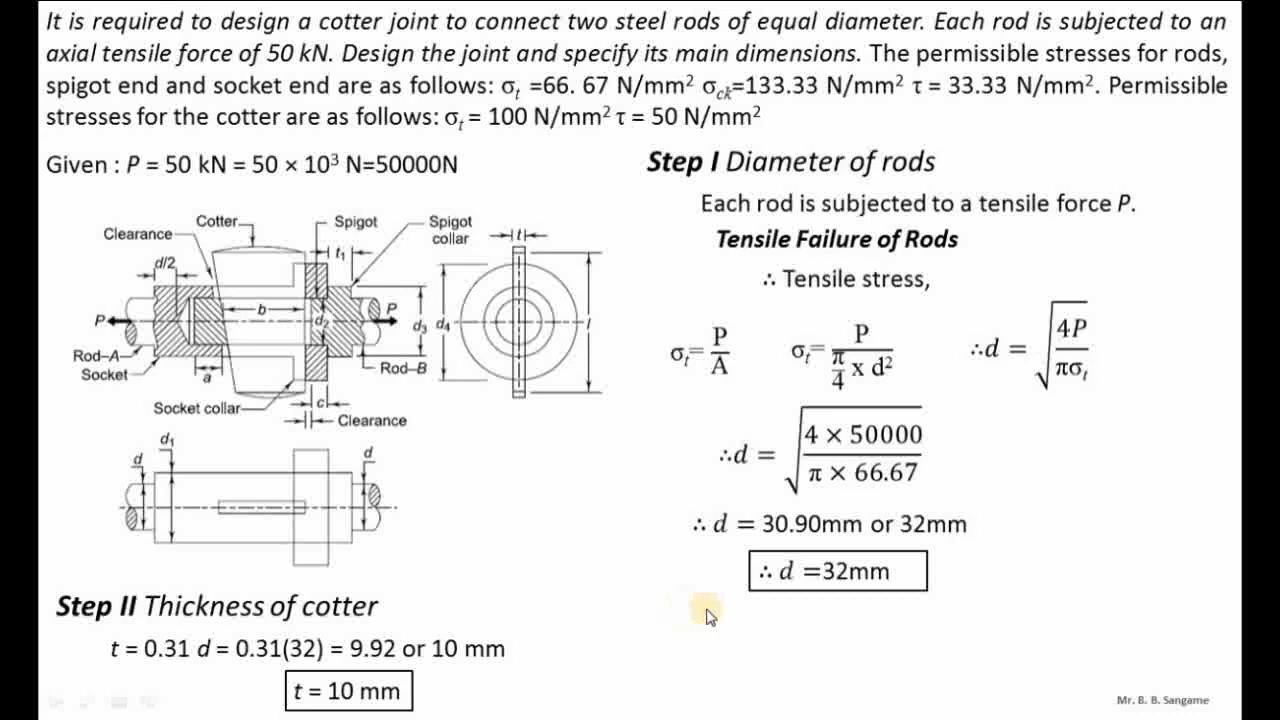 It is required to design a cotter joint to connect two steel rods of equal diameter. Each rod is subjected to an
axial tensile force of 50 kN. Design the joint and specify its main dimensions. The permissible stresses for rods,
spigot end and socket end are as follows: σt =66. 67 N/mm² σck=133.33 N/mm² τ = 33.33 N/mm². Permissible
stresses for the cotter are as follows: σt = 100 N/mm² τ = 50 N/mm²
Given : P = 50 kN = 50 × 10³ N=50000N
Cotter
Spigot
Spigot
collar
Clearance
d/2
t1
t
b
P
P
d2
d3
d4
l
Rod–A
Socket
a
Rod–B
Socket collar
c
Clearance
d1
d
d
Step II Thickness of cotter
t = 0.31 d = 0.31(32) = 9.92 or 10 mm
t = 10 mm
Step I Diameter of rods
Each rod is subjected to a tensile force P.
Tensile Failure of Rods
∴ Tensile stress,
σt= P/A σt= P/(π/4 x d²) ∴d = √(4P/πσt)
∴d = √(4 × 50000/π × 66.67)
∴ d = 30.90mm or 32mm
∴ d =32mm
Mr. B. B. Sangame